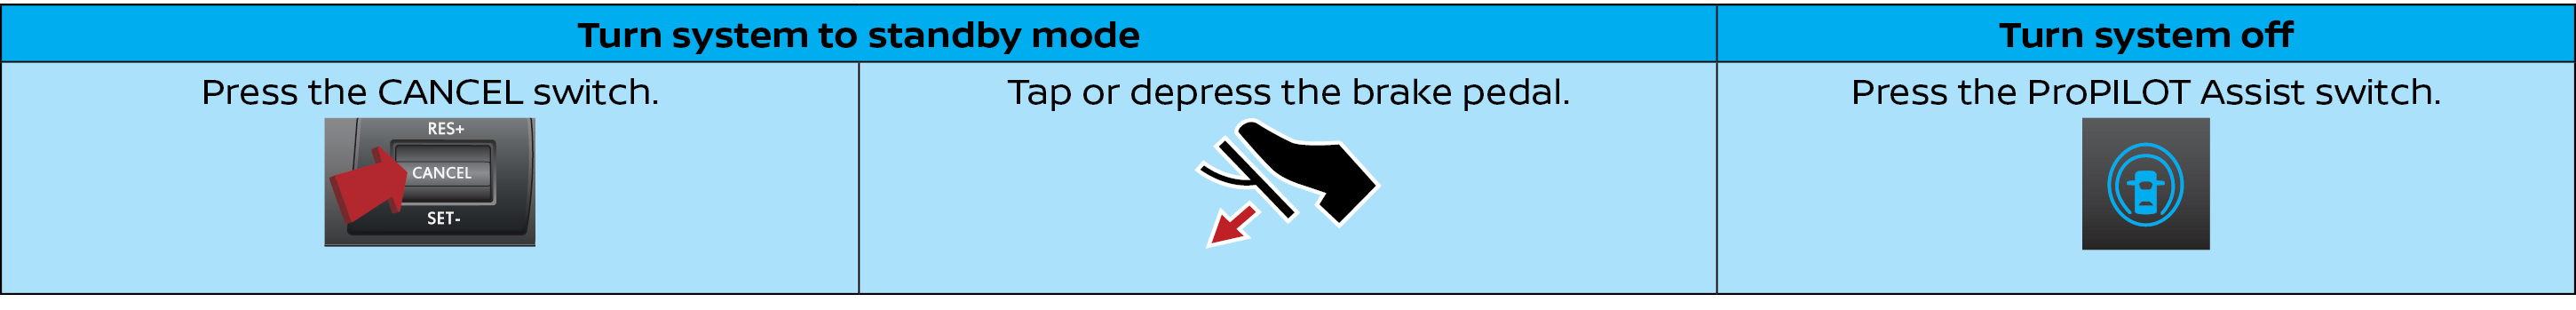 Turn system to standby mode
Turn system off
Press the CANCEL switch.
RES+
CANCEL
SET-
Tap or depress the brake pedal.
Press the ProPILOT Assist switch.